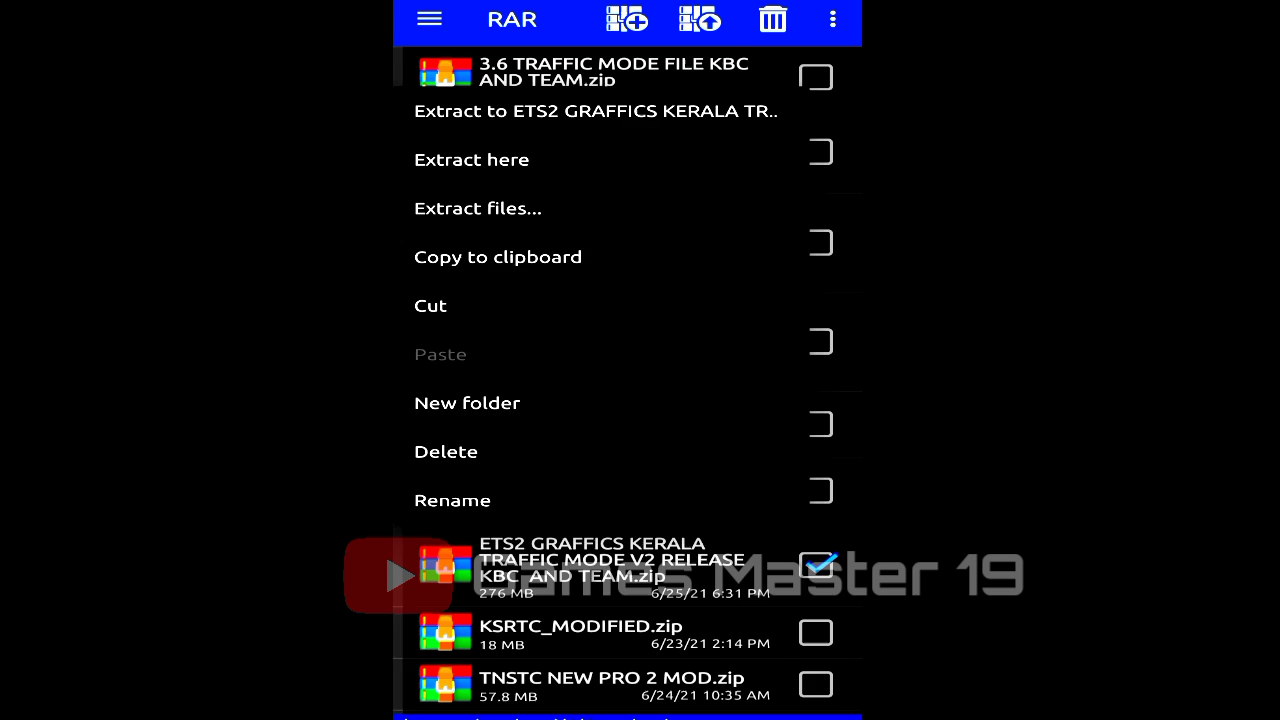 RAR
3.6 TRAFFIC MODE FILE KBC
AND TEAM.zip
Extract to ETS2 GRAFFICS KERALA TR..
Extract here
Extract files...
Copy to clipboard
Cut
Paste
New folder
Delete
Rename
ETS2 GRAFFICS KERALA
TRAFFIC MODE V2 RELEASE
KBC AND TEAM.zip
276 MB 6/25/21 6:31 PM
Games Master 19
KSRTC_MODIFIED.zip
18 MB 6/23/21 2:14 PM
TNSTC NEW PRO 2 MOD.zip
57.8 MB 6/24/21 10:35 AM